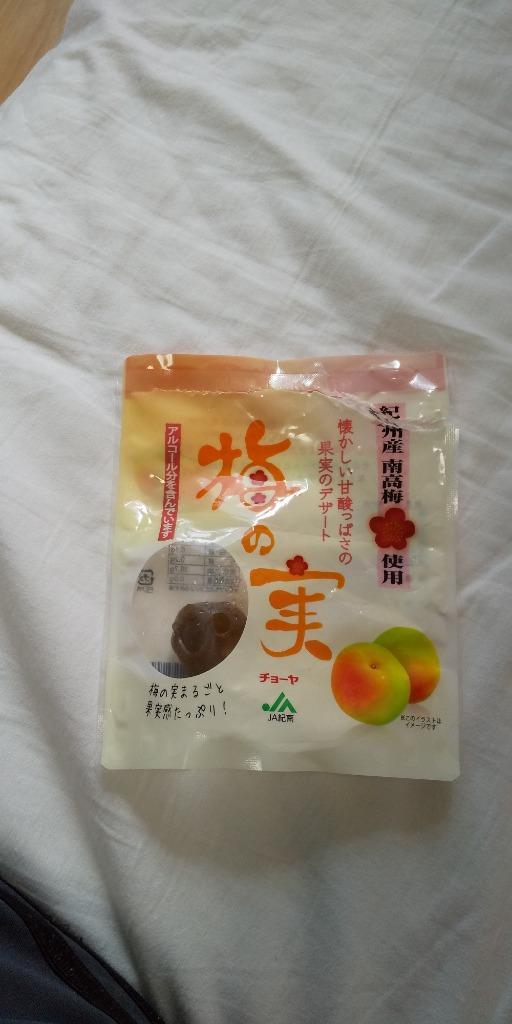 紀州産 南高梅 使用
懐かしい甘酸っぱさの
果実のデザート
梅の実
アルコール分を含んでいます
チョーヤ
JA紀南
梅の実まるごと
果実感たっぷり！
※このイラストは
イメージです